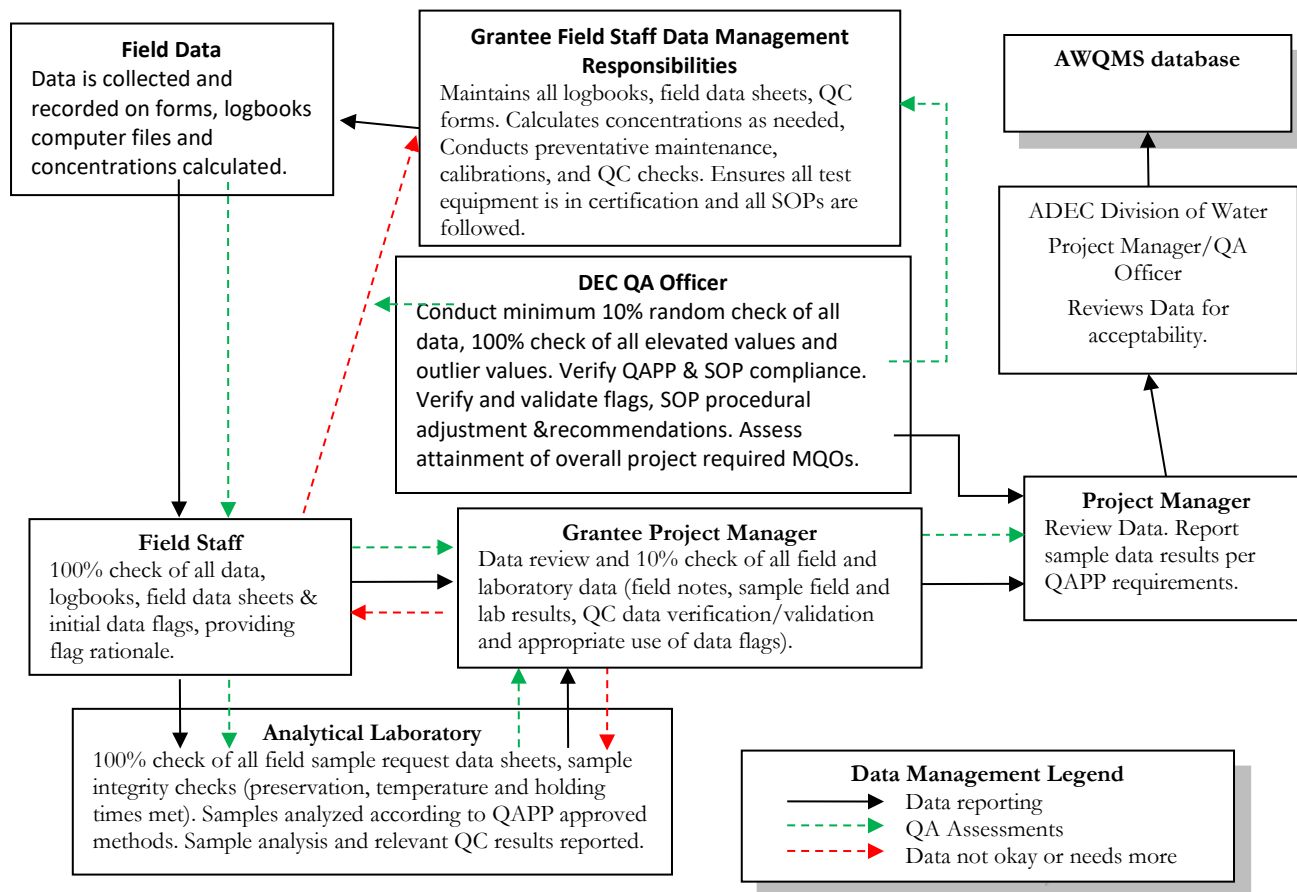 Field Data
Data is collected and
recorded on forms, logbooks
computer files and
concentrations calculated.
Grantee Field Staff Data Management
Responsibilities
Maintains all logbooks, field data sheets, QC
forms. Calculates concentrations as needed,
Conducts preventative maintenance,
calibrations, and QC checks. Ensures all test
equipment is in certification and all SOPs are
followed.
AWQMS database
ADEC Division of Water
Project Manager/QA
Officer
Reviews Data for
acceptability.
DEC QA Officer
Conduct minimum 10% random check of all
data, 100% check of all elevated values and
outlier values. Verify QAPP & SOP compliance.
Verify and validate flags, SOP procedural
adjustment &recommendations. Assess
attainment of overall project required MQOs.
Field Staff
100% check of all data,
logbooks, field data sheets &
initial data flags, providing
flag rationale.
Grantee Project Manager
Data review and 10% check of all field and
laboratory data (field notes, sample field and
lab results, QC data verification/validation
and appropriate use of data flags).
Project Manager
Review Data. Report
sample data results per
QAPP requirements.
Analytical Laboratory
100% check of all field sample request data sheets, sample
integrity checks (preservation, temperature and holding
times met). Samples analyzed according to QAPP approved
methods. Sample analysis and relevant QC results reported.
Data Management Legend
Data reporting
QA Assessments
Data not okay or needs more